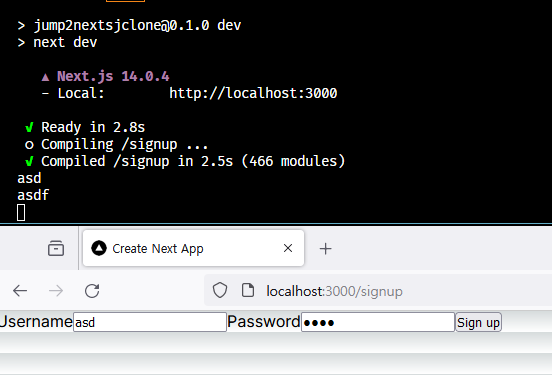 > jump2nextsjclone@0.1.0 dev
> next dev
▲ Next.js 14.0.4
- Local: http://localhost:3000
✓ Ready in 2.8s
○ Compiling /signup ...
✓ Compiled /signup in 2.5s (466 modules)
asd
asdf
Create Next App
localhost:3000/signup
Username asd Password •••• Sign up